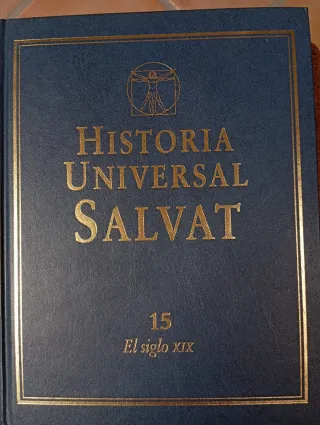 HISTORIA
UNIVERSAL
SALVAT
15
El siglo XIX